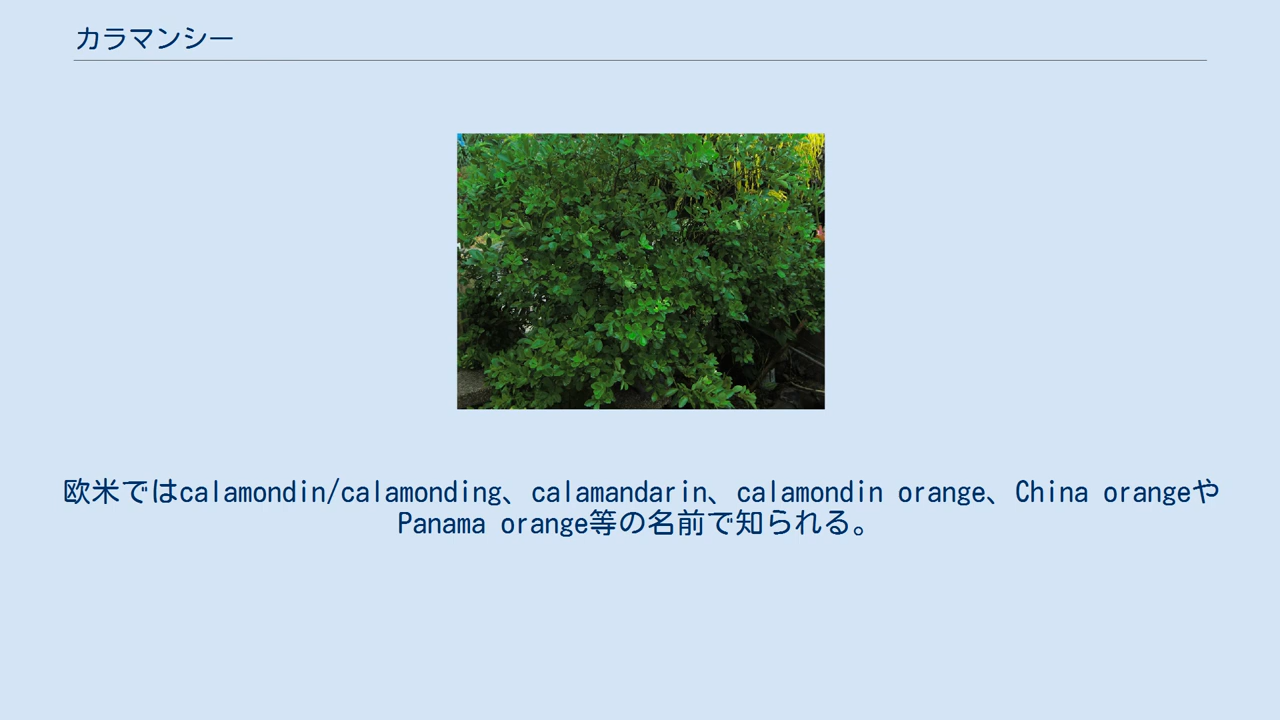 カラマンシー
欧米ではcalamondin/calamonding、calamandarin、calamondin orange、China orangeや
Panama orange等の名前で知られる。